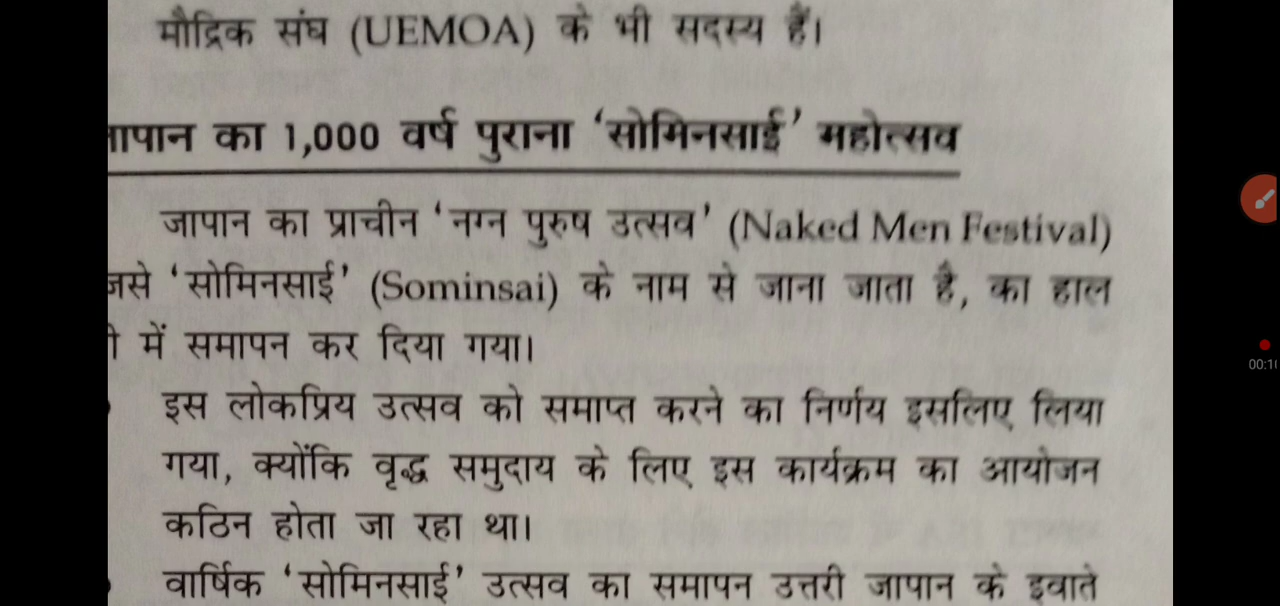 मौद्रिक संघ (UEMOA) के भी सदस्य हैं।
का 1,000 वर्ष पुराना ‘सोमिनसाई’ महोत्सव
जापान का प्राचीन ‘नग्न पुरुष उत्सव’ (Naked Men Festival)
‘सोमिनसाई’ (Sominsai) के नाम से जाना जाता है, का हाल
में समापन कर दिया गया।
इस लोकप्रिय उत्सव को समाप्त करने का निर्णय इसलिए लिया
गया, क्योंकि वृद्ध समुदाय के लिए इस कार्यक्रम का आयोजन
कठिन होता जा रहा था।
वार्षिक ‘सोमिनसाई’ उत्सव का समापन उत्तरी जापान के इवाते